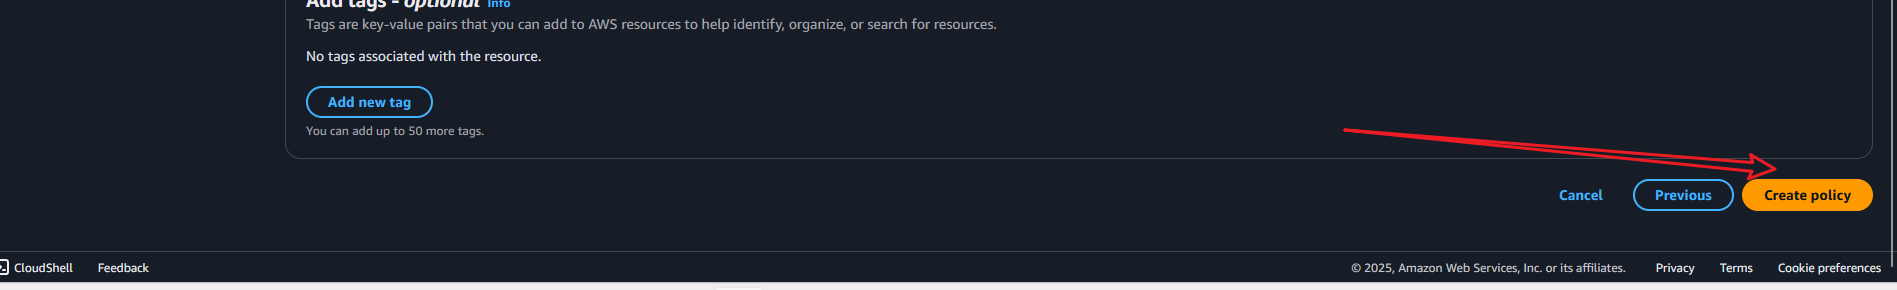 Add tags - optional Info
Tags are key-value pairs that you can add to AWS resources to help identify, organize, or search for resources.
No tags associated with the resource.
Add new tag
You can add up to 50 more tags.
Cancel Previous Create policy
CloudShell Feedback © 2025, Amazon Web Services, Inc. or its affiliates. Privacy Terms Cookie preferences